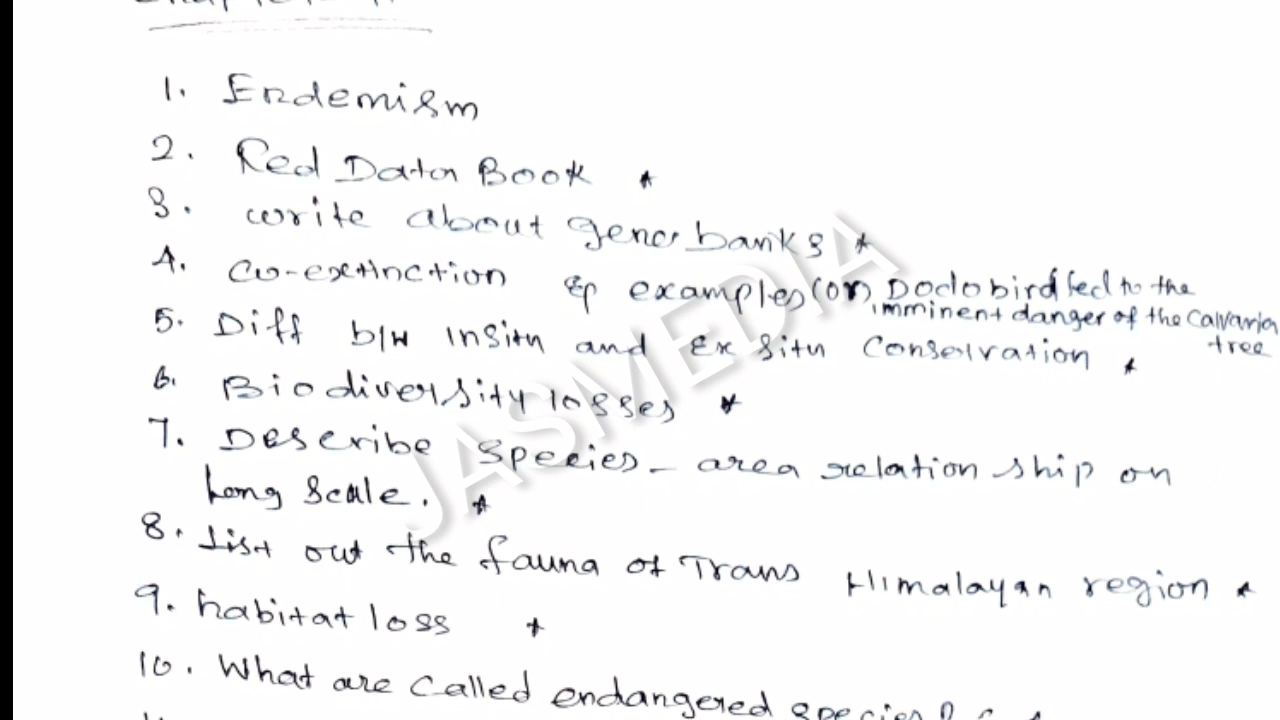 1. Endemism
2. Red Data Book *
3. write about gene banks *
4. Co-extinction & examples (or) Dodo bird led to the
imminent danger of the Calvaria
tree
5. Diff b/w insitu and Ex situ Conservation *
6. Biodiversity losses *
7. Describe Species-area relation ship on
Long Scale. *
8. List out the fauna of Trans Himalayan region *
9. habitat loss *
10. What are called endangered species?
JASMEDIA